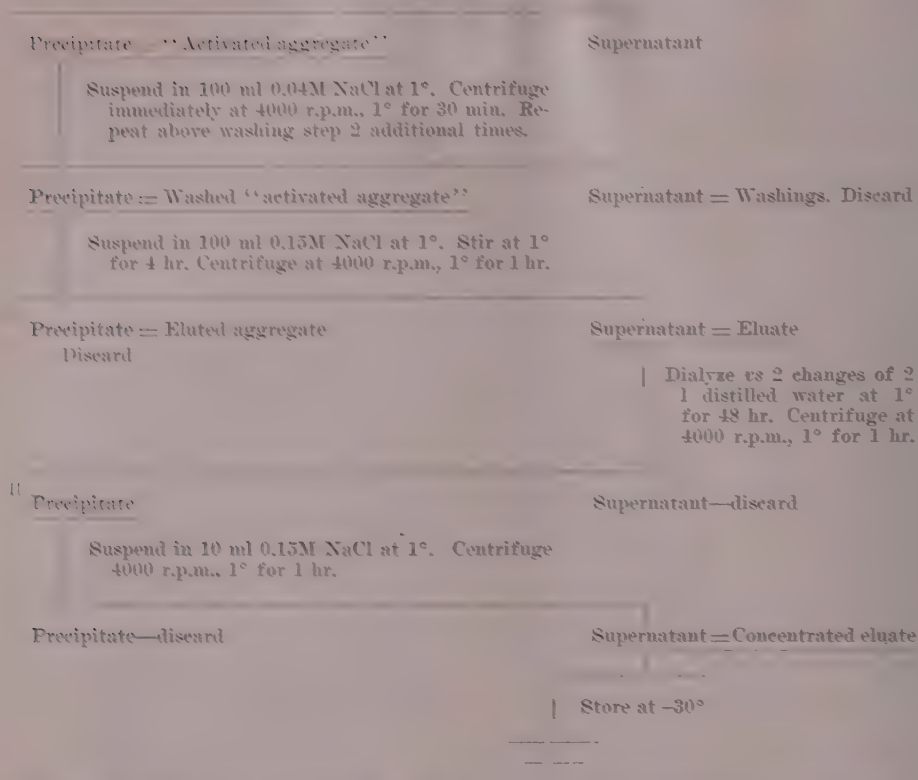 Precipitate = "Activated aggregate"
Supernatant
Suspend in 100 ml 0.04M NaCl at 1°. Centrifuge
immediately at 4000 r.p.m., 1° for 30 min. Re-
peat above washing step 2 additional times.
Precipitate = Washed "activated aggregate"
Supernatant = Washings. Discard
Suspend in 100 ml 0.15M NaCl at 1°. Stir at 1°
for 4 hr. Centrifuge at 4000 r.p.m., 1° for 1 hr.
Precipitate = Eluted aggregate
Discard
Supernatant = Eluate
Dialyze vs 2 changes of 2
l distilled water at 1°
for 48 hr. Centrifuge at
4000 r.p.m., 1° for 1 hr.
Precipitate
Supernatant—discard
Suspend in 10 ml 0.15M NaCl at 1°. Centrifuge
4000 r.p.m., 1° for 1 hr.
Precipitate—discard
Supernatant = Concentrated eluate
Store at –30°